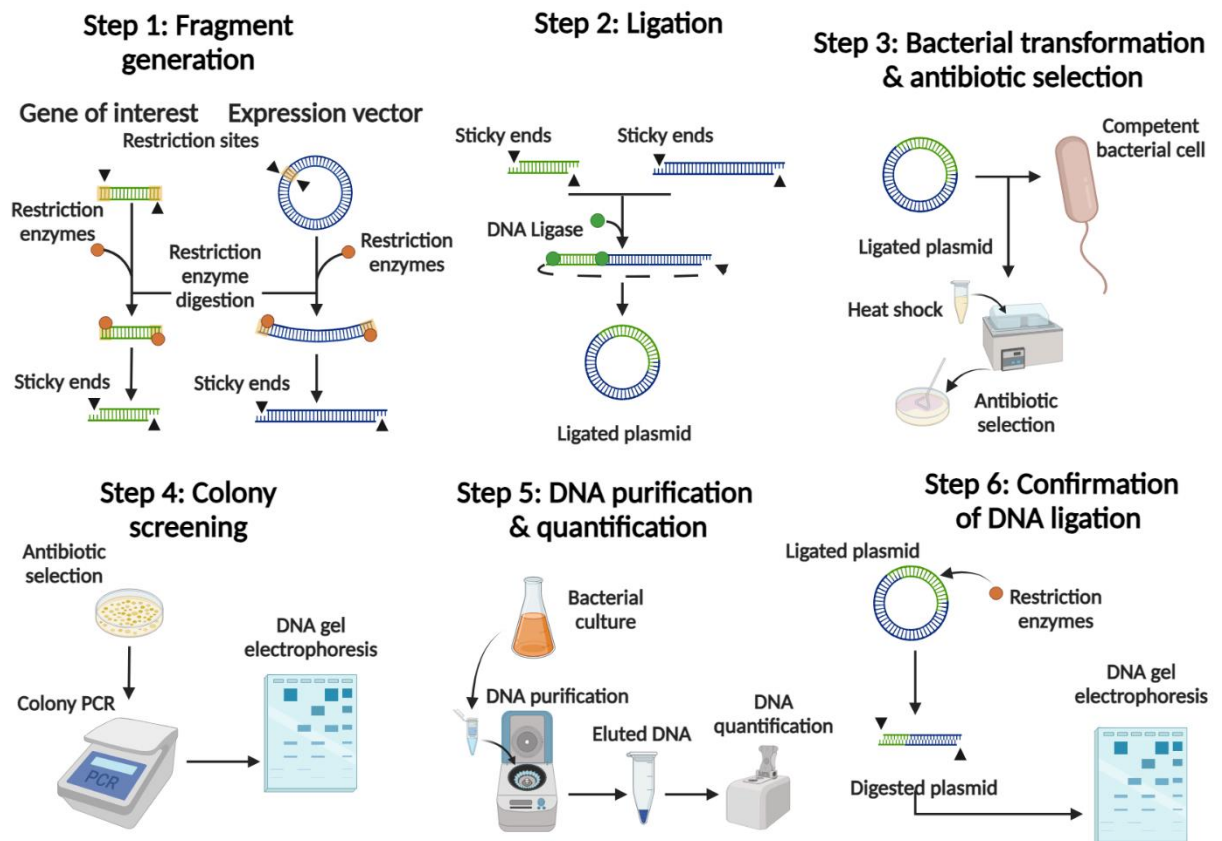 Step 1: Fragment
generation
Gene of interest
Expression vector
Restriction sites
Restriction
enzymes
Restriction
enzyme
digestion
Restriction
enzymes
Sticky ends
Sticky ends
Step 2: Ligation
Sticky ends
Sticky ends
DNA Ligase
Ligated plasmid
Step 3: Bacterial transformation
& antibiotic selection
Competent
bacterial cell
Ligated plasmid
Heat shock
Antibiotic
selection
Step 4: Colony
screening
Antibiotic
selection
DNA gel
electrophoresis
Colony PCR
PCR
Step 5: DNA purification
& quantification
Bacterial
culture
DNA purification
Eluted DNA
DNA
quantification
Step 6: Confirmation
of DNA ligation
Ligated plasmid
Restriction
enzymes
DNA gel
electrophoresis
Digested plasmid